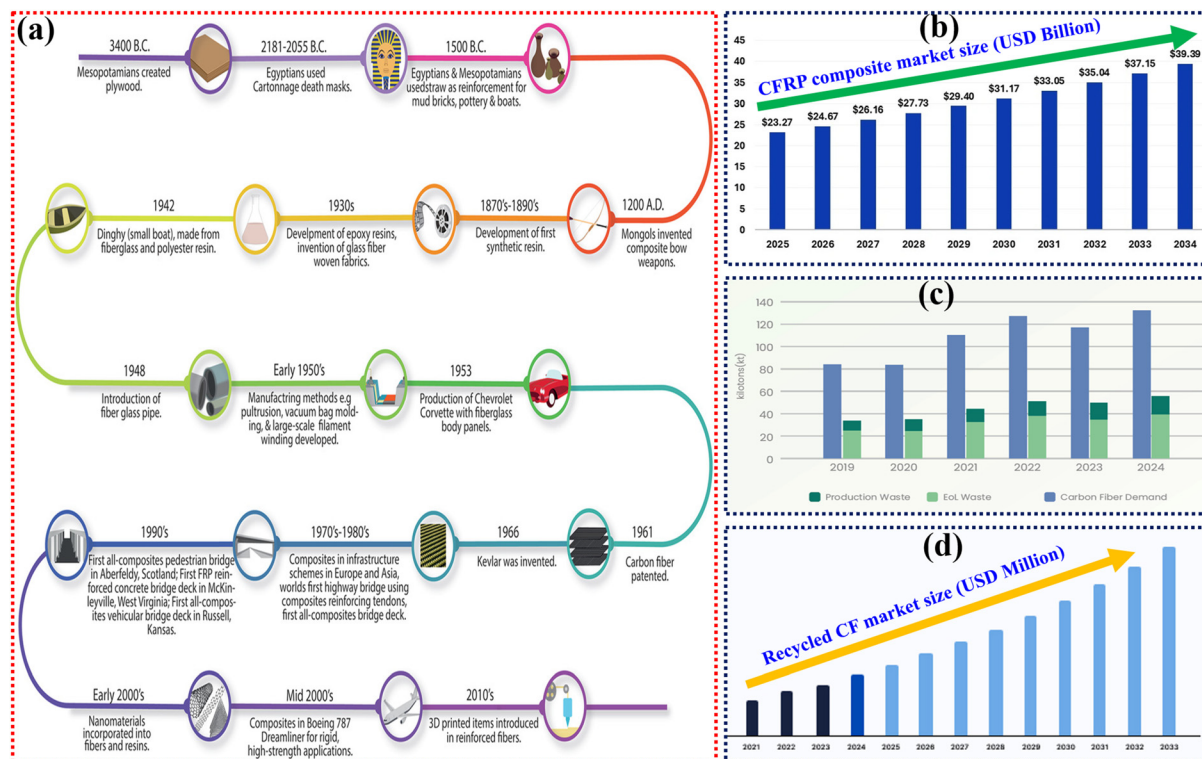 (a)
3400 B.C.
Mesopotamians created
plywood.
2181-2055 B.C.
Egyptians used
Cartonnage death masks.
1500 B.C.
Egyptians & Mesopotamians
usedstraw as reinforcement for
mud bricks, pottery & boats.
1942
Dinghy (small boat), made from
fiberglass and polyester resin.
1930s
Develpment of epoxy resins,
invention of glass fiber
woven fabrics.
1870's-1890's
Development of first
synthetic resin.
1200 A.D.
Mongols invented
composite bow
weapons.
1948
Introduction of
fiber glass pipe.
Early 1950's
Manufactring methods e.g
pultrusion, vacuum bag mold-
ing, & large-scale filament
winding developed.
1953
Production of Chevrolet
Corvette with fiberglass
body panels.
1990's
First all-composites pedestrian bridge
in Aberfeldy, Scotland; First FRP rein-
forced concrete bridge deck in McKin-
leyville, West Virginia; First all-compos-
ites vehicular bridge deck in Russell,
Kansas.
1970's-1980's
Composites in infrastructure
schemes in Europe and Asia,
worlds first highway bridge using
composites reinforcing tendons,
first all-composites bridge deck.
1966
Kevlar was invented.
1961
Carbon fiber
patented.
Early 2000's
Nanomaterials
incorporated into
fibers and resins.
Mid 2000's
Composites in Boeing 787
Dreamliner for rigid,
high-strength applications.
2010's
3D printed items introduced
in reinforced fibers.
(b)
CFRP composite market size (USD Billion)
45
40
35
30
25
20
15
10
5
0
$23.27
$24.67
$26.16
$27.73
$29.40
$31.17
$33.05
$35.04
$37.15
$39.39
2025 2026 2027 2028 2029 2030 2031 2032 2033 2034
(c)
kilotons(kt)
140
120
100
80
60
40
20
0
2019 2020 2021 2022 2023 2024
Production Waste EoL Waste Carbon Fiber Demand
(d)
Recycled CF market size (USD Million)
2021 2022 2023 2024 2025 2026 2027 2028 2029 2030 2031 2032 2033